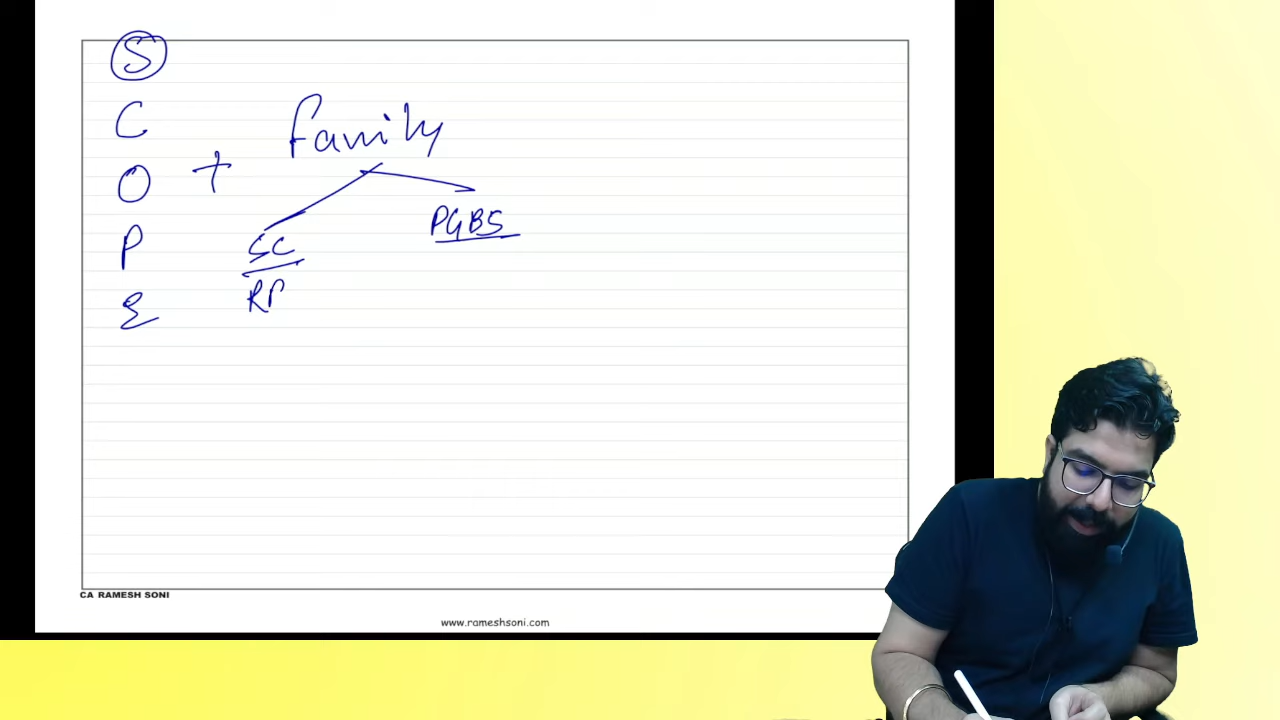 S
C
O + Family
P
E
SC PGBS
RP
CA RAMESH SONI
www.rameshsoni.com